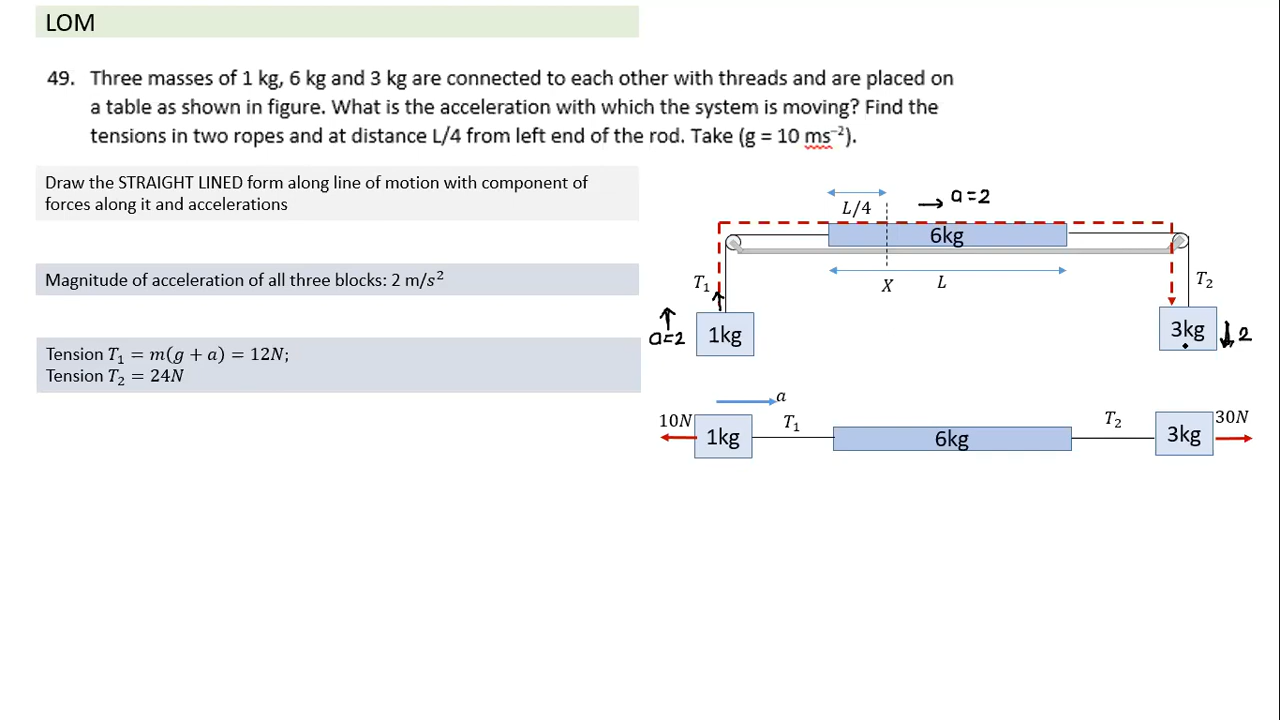 LOM
49. Three masses of 1 kg, 6 kg and 3 kg are connected to each other with threads and are placed on
a table as shown in figure. What is the acceleration with which the system is moving? Find the
tensions in two ropes and at distance L/4 from left end of the rod. Take (g = 10 ms⁻²).
Draw the STRAIGHT LINED form along line of motion with component of
forces along it and accelerations
Magnitude of acceleration of all three blocks: 2 m/s²
Tension T₁ = m(g + a) = 12N;
Tension T₂ = 24N
L/4
a=2
6kg
T₁
X
L
T₂
a=2
1kg
3kg
2
a
10N
1kg
T₁
6kg
T₂
3kg
30N